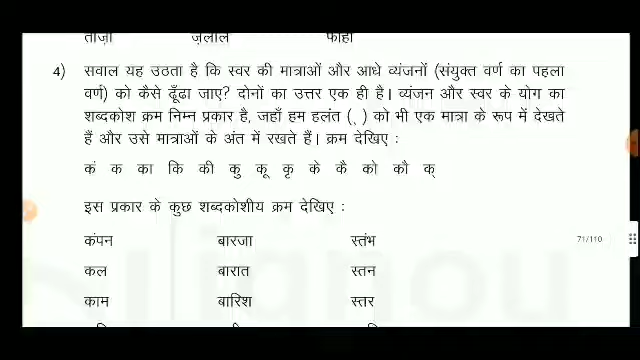 ताज़ा ज़लील फाहा
4) सवाल यह उठता है कि स्वर की मात्राओं और आधे व्यंजनों (संयुक्त वर्ण का पहला
वर्ण) को कैसे ढूँढा जाए? दोनों का उत्तर एक ही है। व्यंजन और स्वर के योग का
शब्दकोश क्रम निम्न प्रकार है, जहाँ हम हलंत (्) को भी एक मात्रा के रूप में देखते
हैं और उसे मात्राओं के अंत में रखते हैं। क्रम देखिए :
कं क का कि की कु कू कृ के कै को कौ क्
इस प्रकार के कुछ शब्दकोशीय क्रम देखिए :
कंपन बारजा स्तंभ
71/110
कल बारात स्तन
काम बारिश स्तर